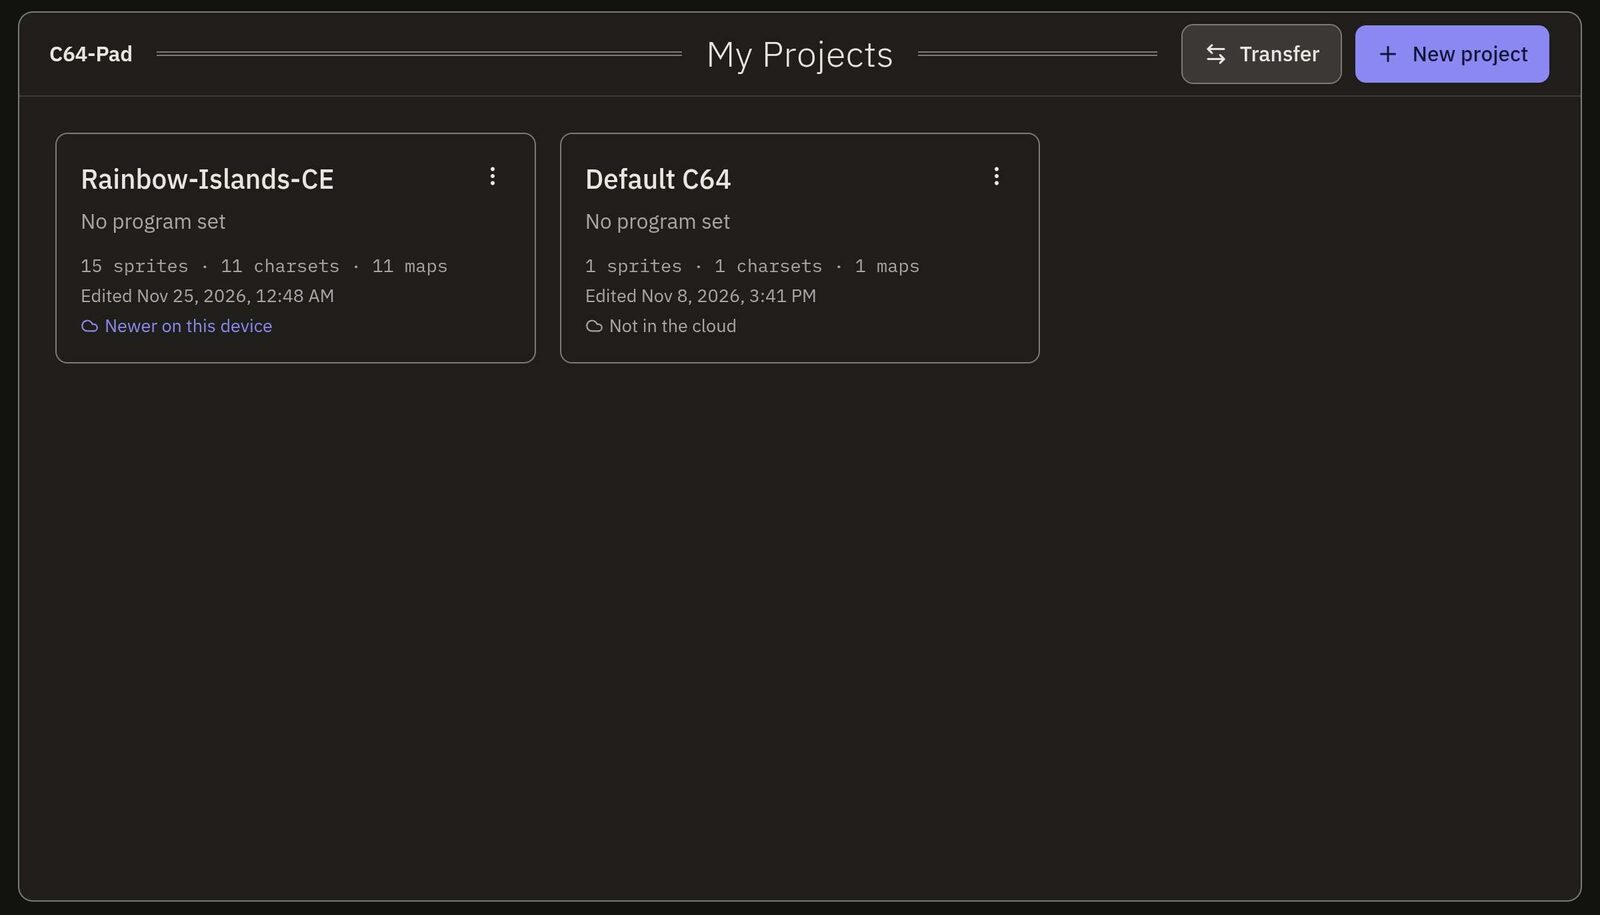 C64-Pad
My Projects
Transfer
New project
Rainbow-Islands-CE
No program set
15 sprites · 11 charsets · 11 maps
Edited Nov 25, 2026, 12:48 AM
Newer on this device
Default C64
No program set
1 sprites · 1 charsets · 1 maps
Edited Nov 8, 2026, 3:41 PM
Not in the cloud